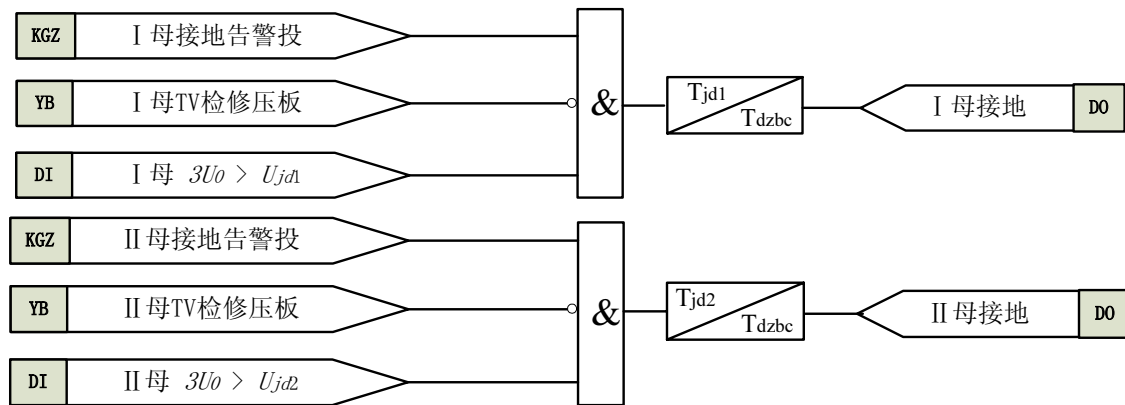 KGZ Ⅰ母接地告警投
YB Ⅰ母TV检修压板
DI Ⅰ母 3U0 > Ujd1
& Tjd1 Tdzbc Ⅰ母接地 DO
KGZ Ⅱ母接地告警投
YB Ⅱ母TV检修压板
DI Ⅱ母 3U0 > Ujd2
& Tjd2 Tdzbc Ⅱ母接地 DO